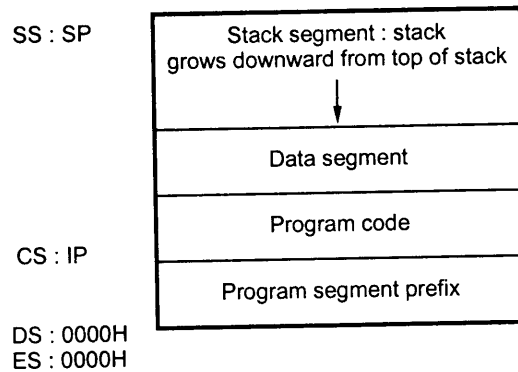 SS : SP
Stack segment : stack
grows downward from top of stack
Data segment
Program code
CS : IP
Program segment prefix
DS : 0000H
ES : 0000H